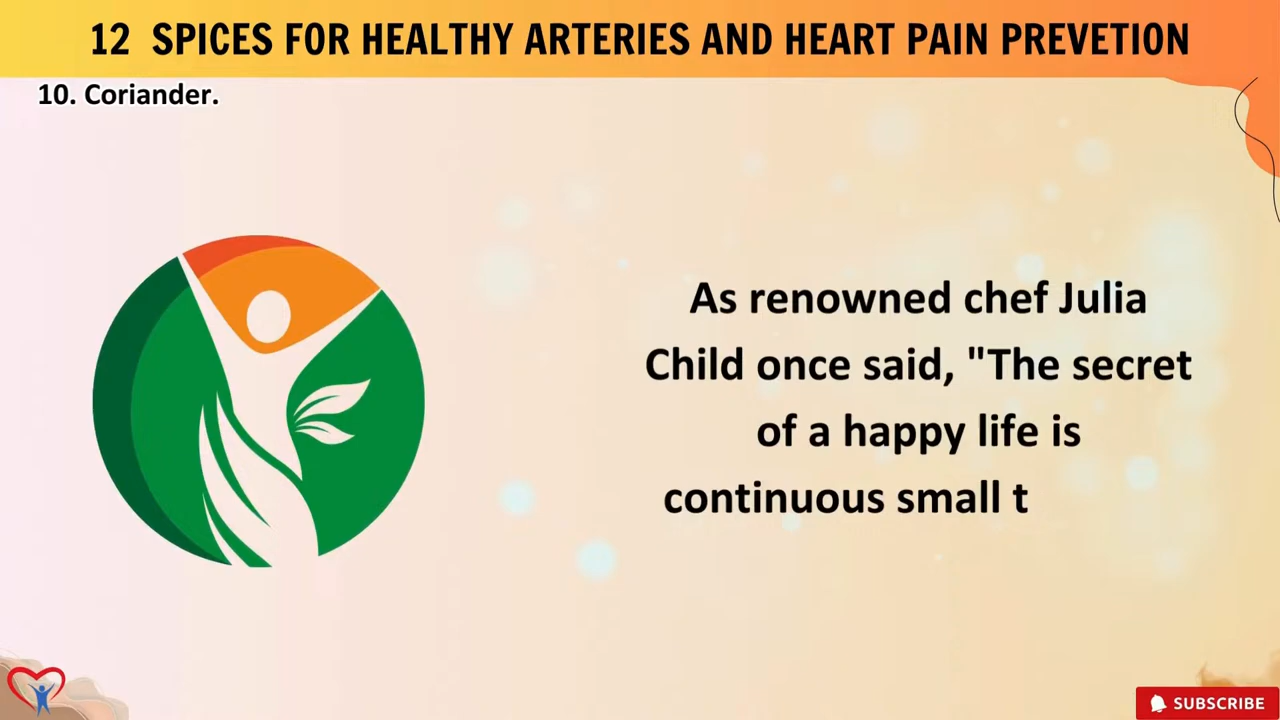 12 SPICES FOR HEALTHY ARTERIES AND HEART PAIN PREVETION
10. Coriander.
As renowned chef Julia
Child once said, "The secret
of a happy life is
continuous small t
SUBSCRIBE